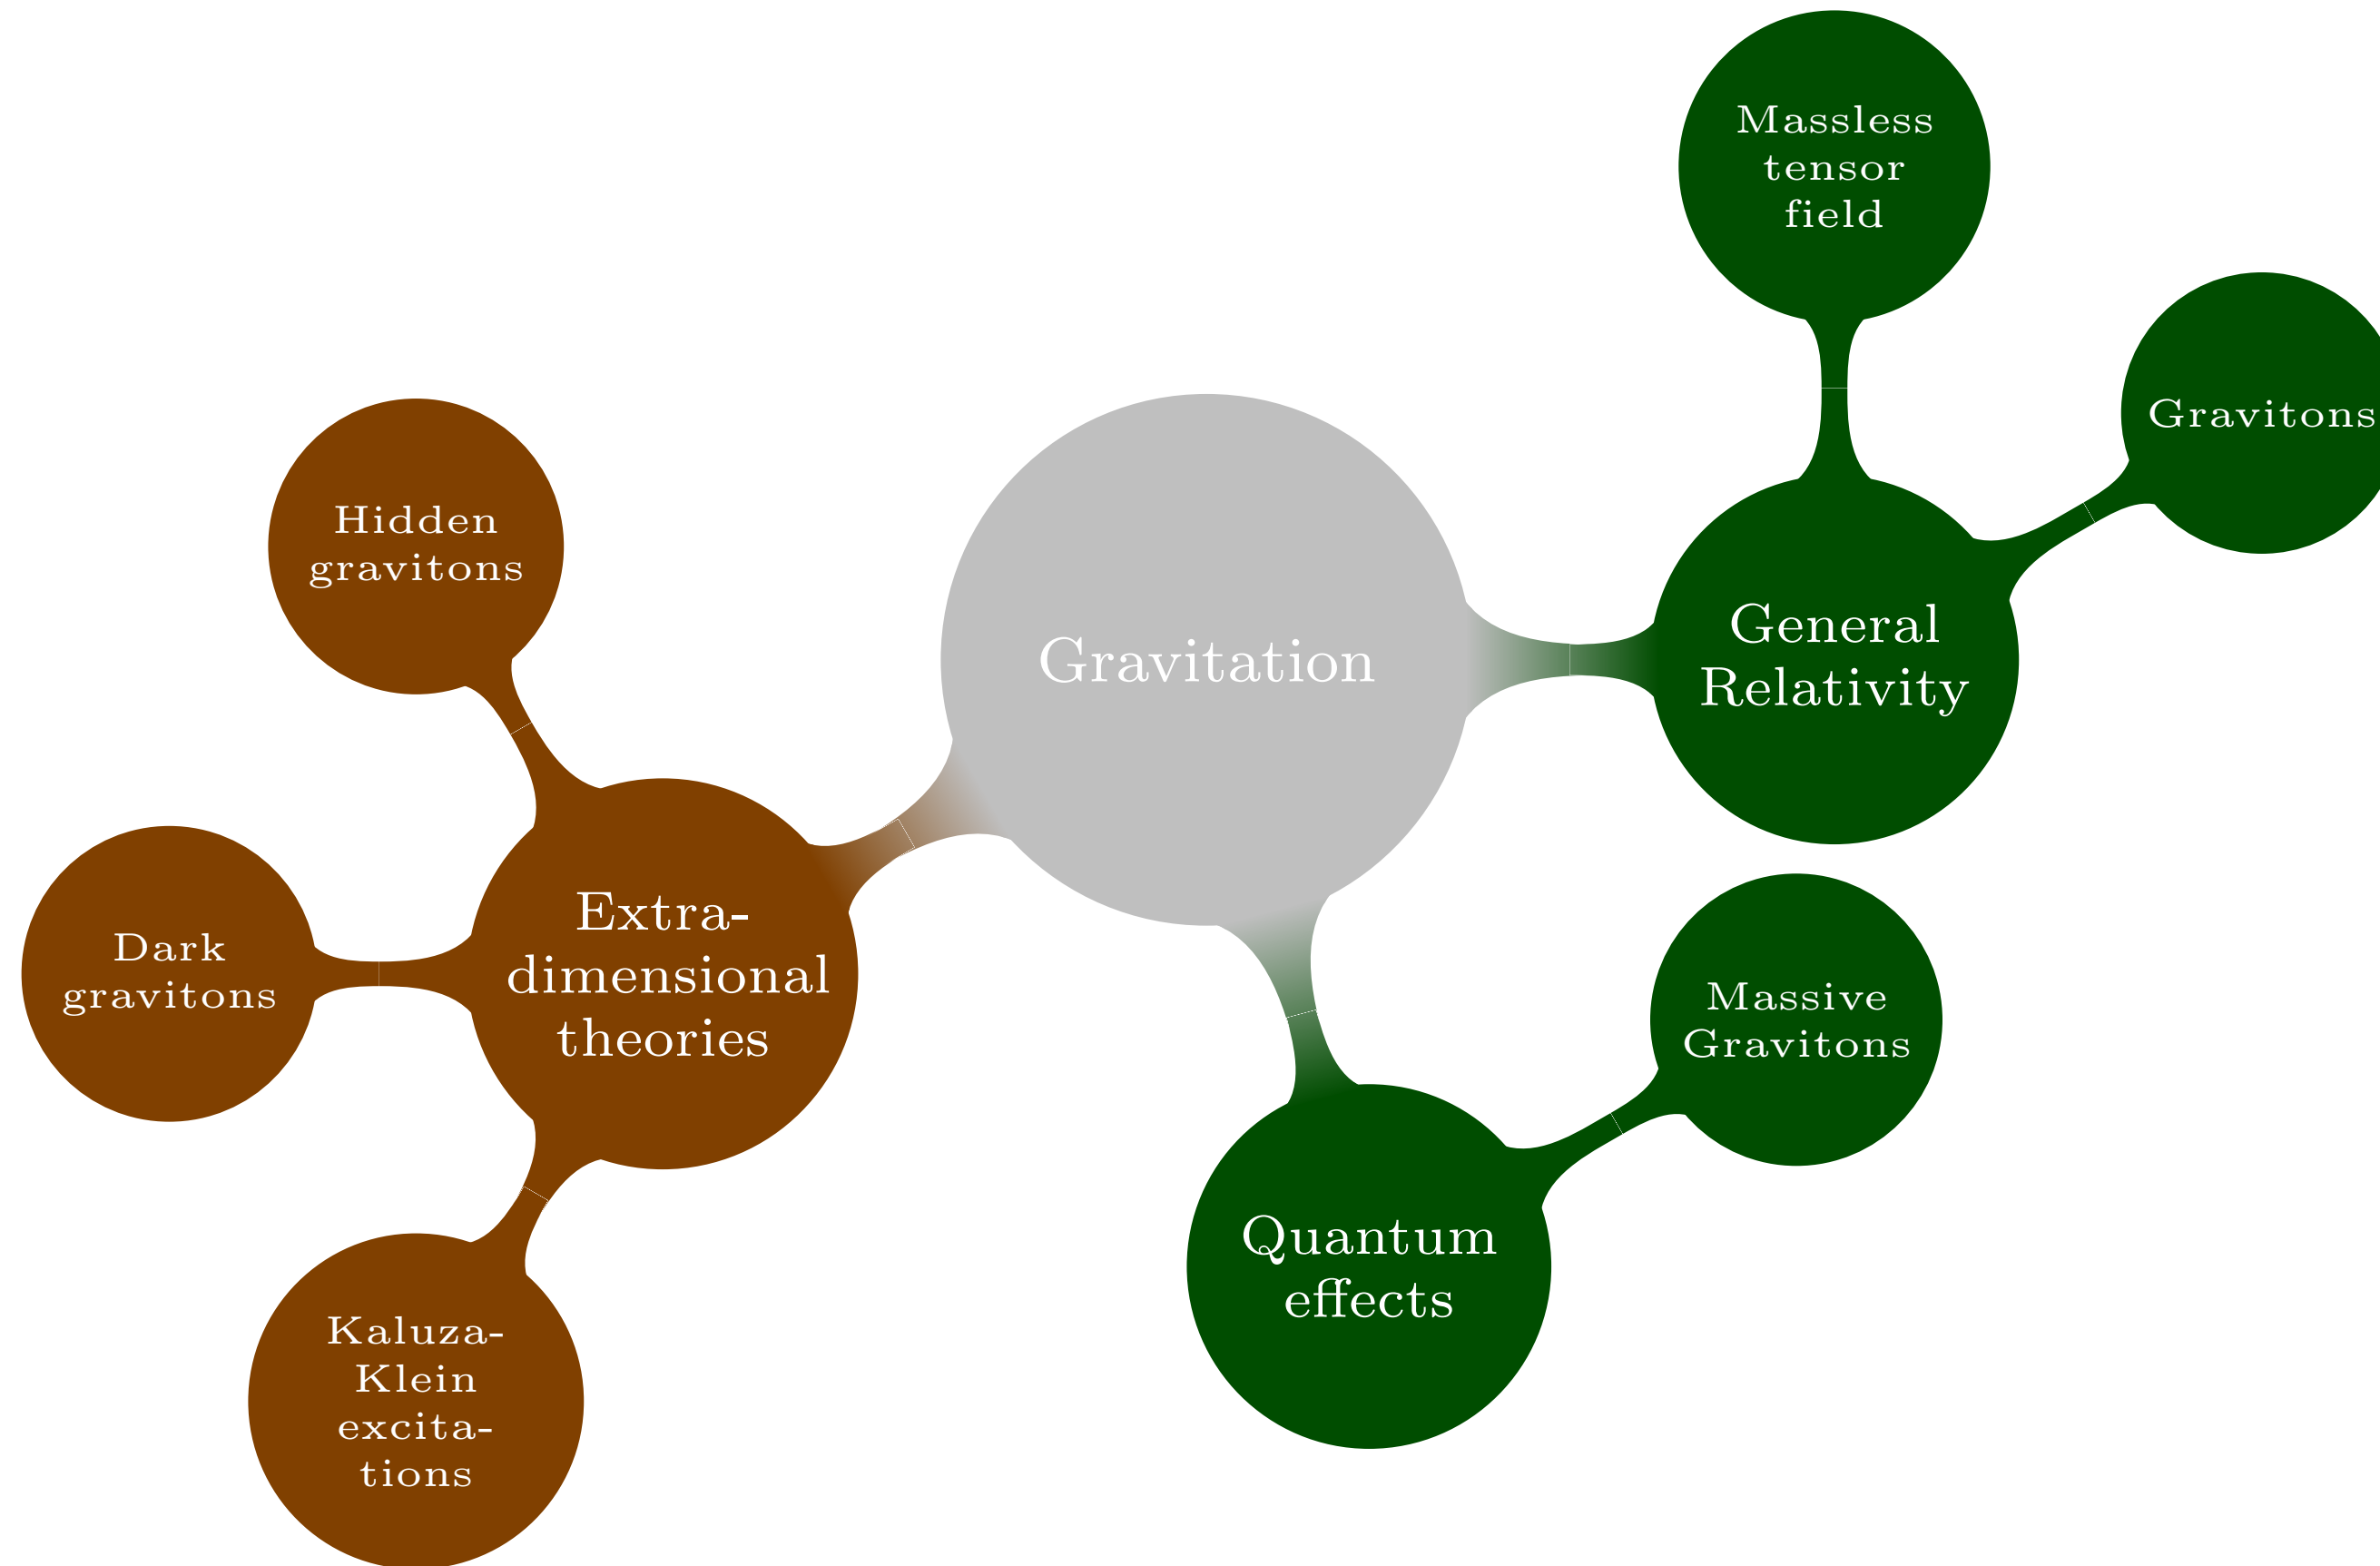 Massless
tensor
field
Gravitons
Hidden
gravitons
General
Relativity
Gravitation
Extra-
dimensional
theories
Dark
gravitons
Massive
Gravitons
Quantum
effects
Kaluza-
Klein
excita-
tions